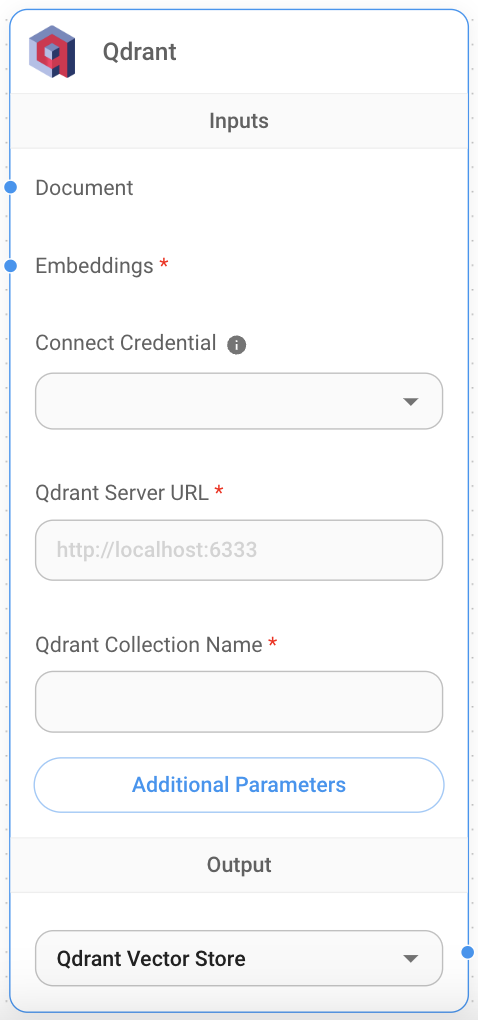 Qdrant
Inputs
Document
Embeddings *
Connect Credential
Qdrant Server URL *
http://localhost:6333
Qdrant Collection Name *
Additional Parameters
Output
Qdrant Vector Store